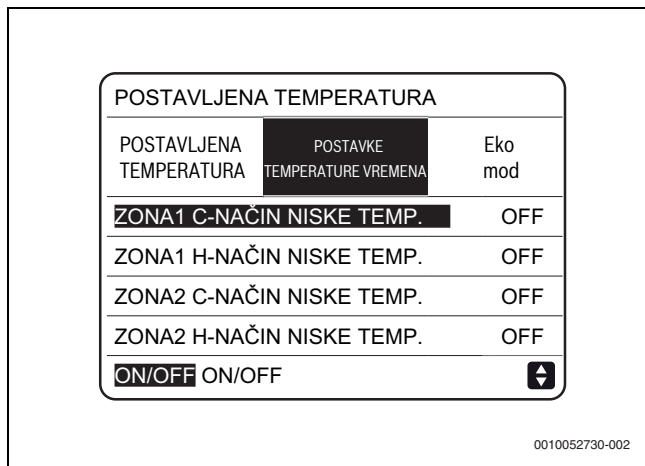 POSTAVLJENA TEMPERATURA
POSTAVLJENA TEMPERATURA
POSTAVKE TEMPERATURE VREMENA
Eko mod
ZONA1 C-NAČIN NISKE TEMP. OFF
ZONA1 H-NAČIN NISKE TEMP. OFF
ZONA2 C-NAČIN NISKE TEMP. OFF
ZONA2 H-NAČIN NISKE TEMP. OFF
ON/OFF ON/OFF
0010052730-002